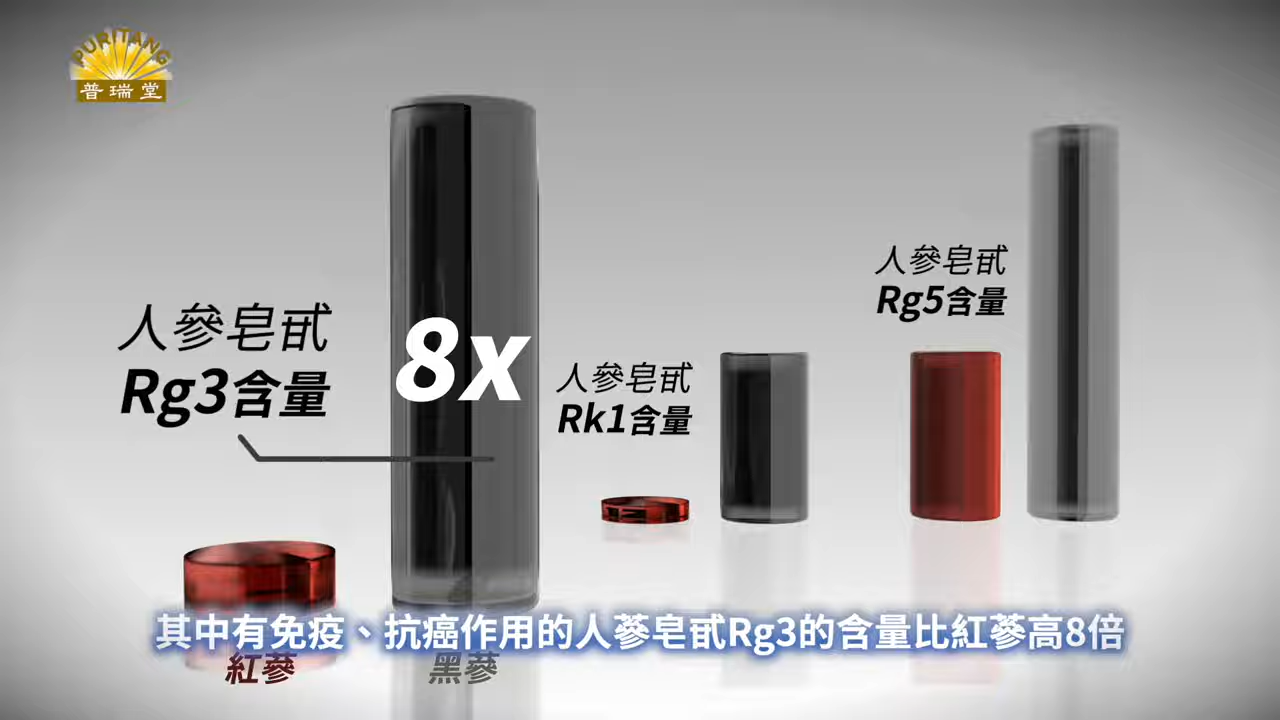 PURITANG
普瑞堂
人參皂甙
Rg3含量
8x
人參皂甙
Rk1含量
人參皂甙
Rg5含量
其中有免疫、抗癌作用的人蔘皂甙Rg3的含量比紅蔘高8倍
紅蔘
黑蔘